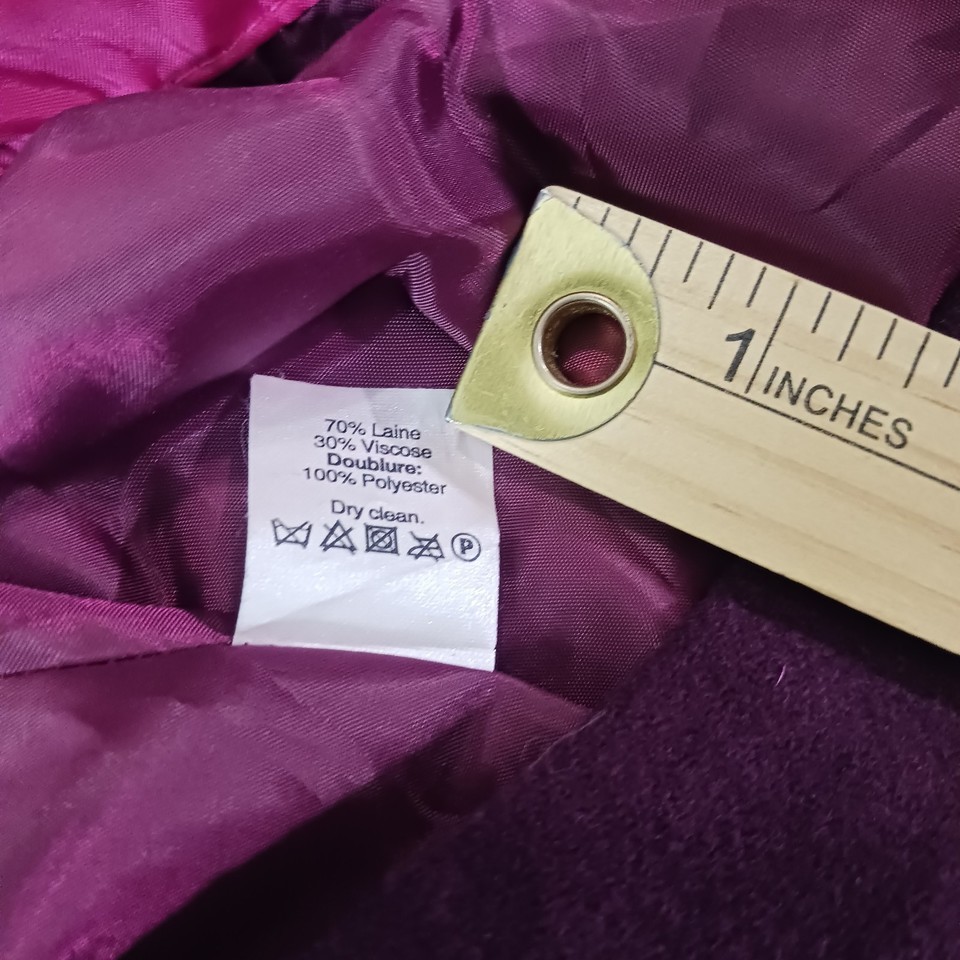 70% Laine
30% Viscose
Doublure:
100% Polyester
Dry clean.
P
1
INCHES